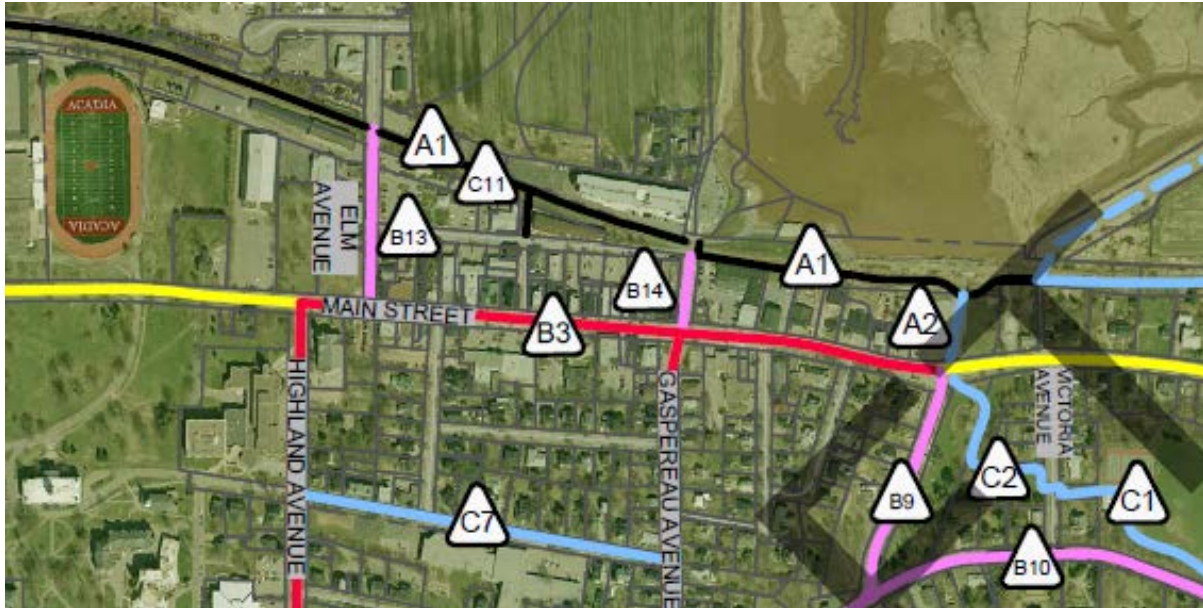 ACADIA
ACADIA
A1
C11
ELM
AVENUE
B13
B14
A1
A2
MAIN STREET
B3
HIGHLAND AVENUE
GASPEREAU AVENUE
VICTORIA
AVENUE
C7
B9
C2
C1
B10